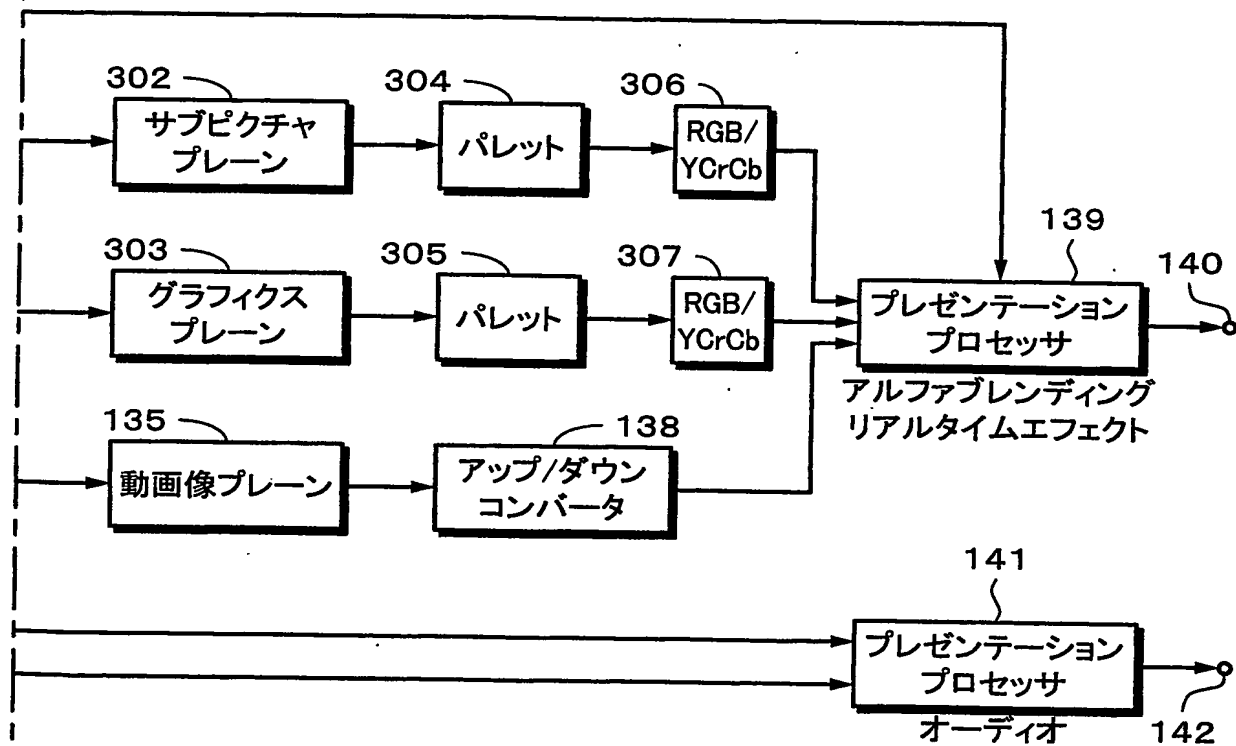 302
サブピクチャ
プレーン
304
パレット
306
RGB/
YCrCb
303
グラフィクス
プレーン
305
パレット
307
RGB/
YCrCb
139
プレゼンテーション
プロセッサ
アルファブレンディング
リアルタイムエフェクト
140
135
動画像プレーン
138
アップ/ダウン
コンバータ
141
プレゼンテーション
プロセッサ
オーディオ
142